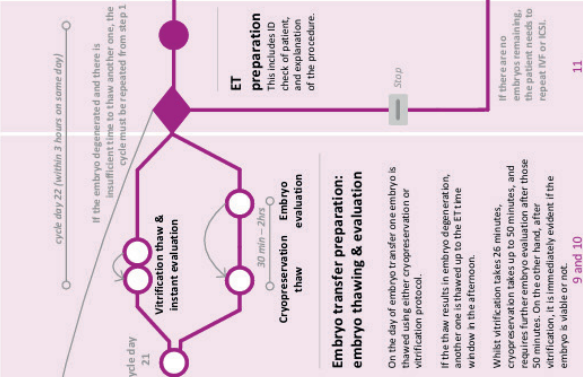 cycle day 22 (within 3 hours on same day)
If the embryo degenerated and there is
insufficient time to thaw another one, the
cycle must be repeated from step 1
ycle day
21
Vitrification thaw &
instant evaluation
Cryopreservation
thaw
30 min – 2hrs
Embryo
evaluation
Embryo transfer preparation:
embryo thawing & evaluation
On the day of embryo transfer one embryo is
thawed using either cryopreservation or
vitrification protocol.
If the thaw results in embryo degeneration,
another one is thawed up to the ET time
window in the afternoon.
Whilst vitrification takes 26 minutes,
cryopreservation takes up to 50 minutes, and
requires further embryo evaluation after those
50 minutes. On the other hand, after
vitrification, it is immediately evident if the
embryo is viable or not.
9 and 10
ET
preparation
This includes ID
check of patient,
and explanation
of the procedure.
Stop
If there are no
embryos remaining,
the patient needs to
repeat IVF or ICSI.
11